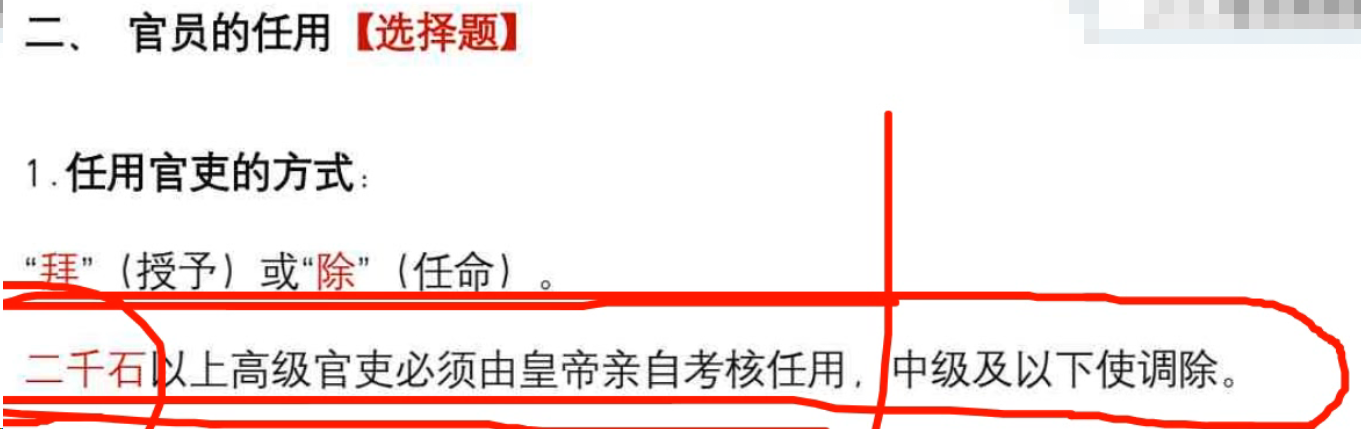 二、 官员的任用【选择题】
1.任用官吏的方式：
“拜”（授予）或“除”（任命）。
二千石以上高级官吏必须由皇帝亲自考核任用，中级及以下使调除。